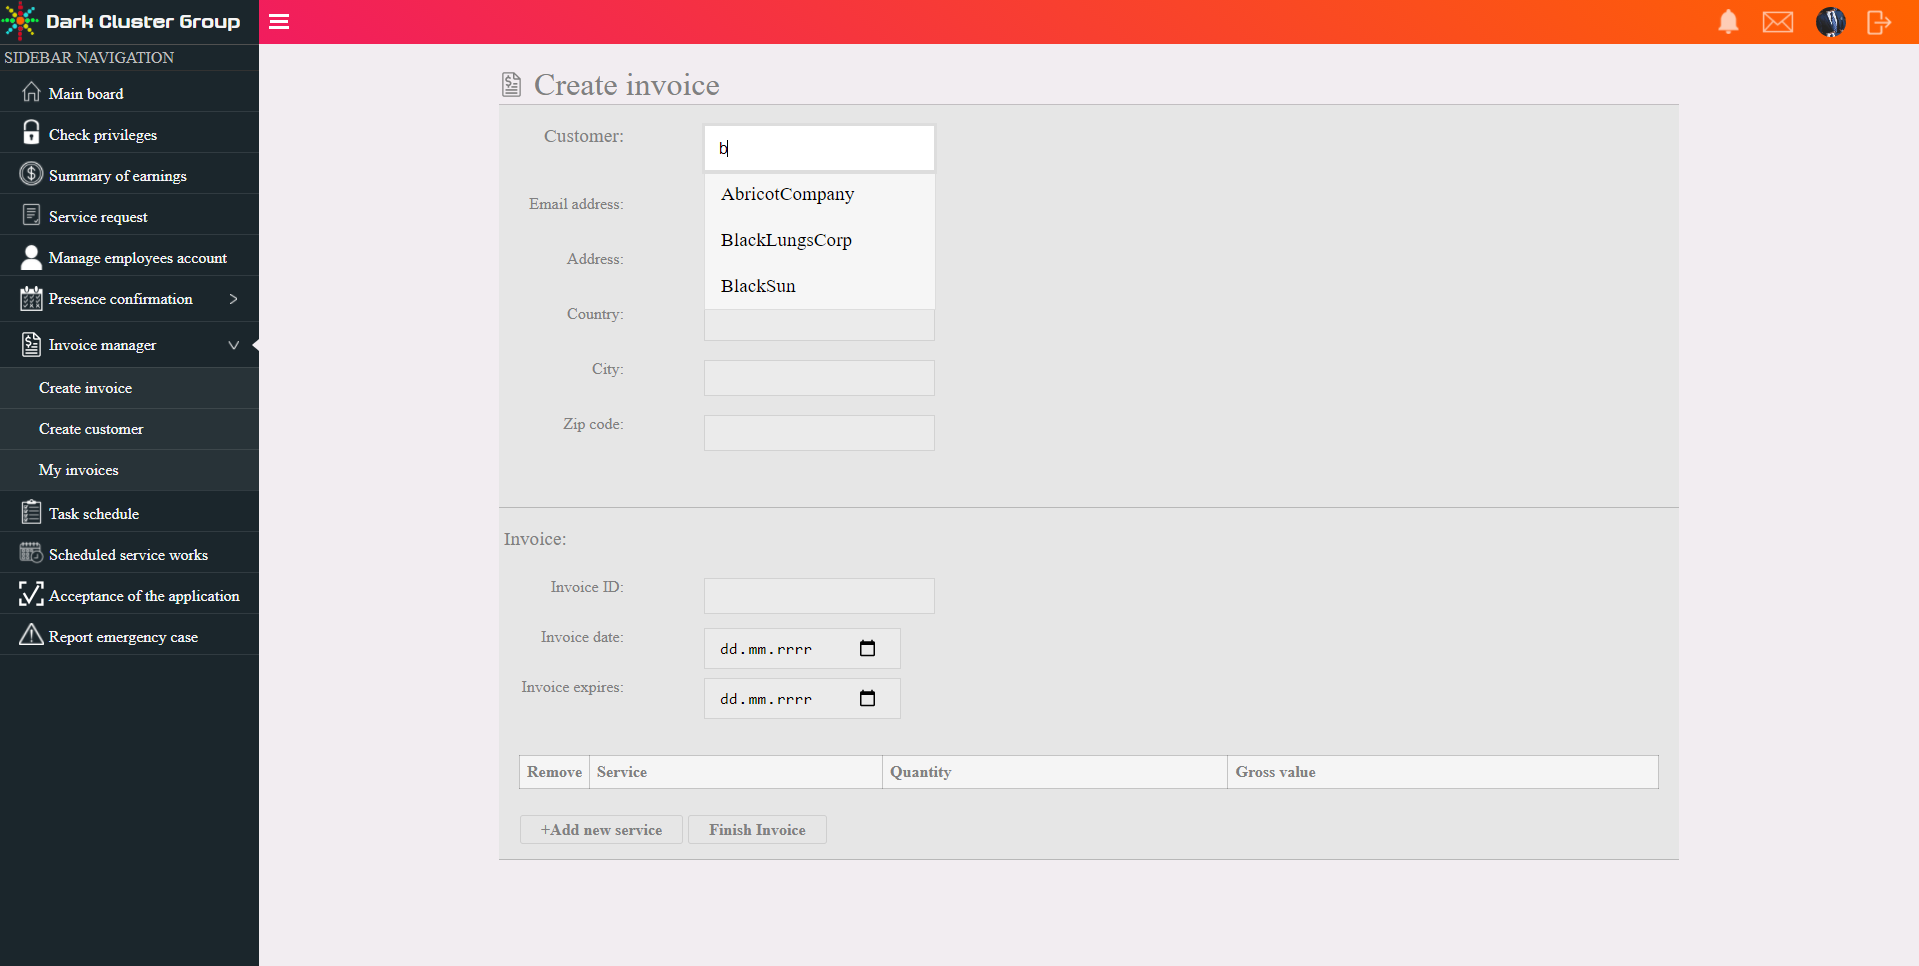 Dark Cluster Group
SIDEBAR NAVIGATION
Main board
Check privileges
Summary of earnings
Service request
Manage employees account
Presence confirmation
Invoice manager
Create invoice
Create customer
My invoices
Task schedule
Scheduled service works
Acceptance of the application
Report emergency case
Create invoice
Customer:
b
AbricotCompany
BlackLungsCorp
BlackSun
Email address:
Address:
Country:
City:
Zip code:
Invoice:
Invoice ID:
Invoice date:
dd.mm.rrrr
Invoice expires:
dd.mm.rrrr
Remove Service Quantity Gross value
+Add new service Finish Invoice